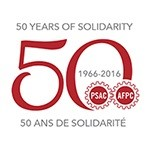 50 YEARS OF SOLIDARITY
50
1966-2016
PSAC AFPC
50 ANS DE SOLIDARITÉ